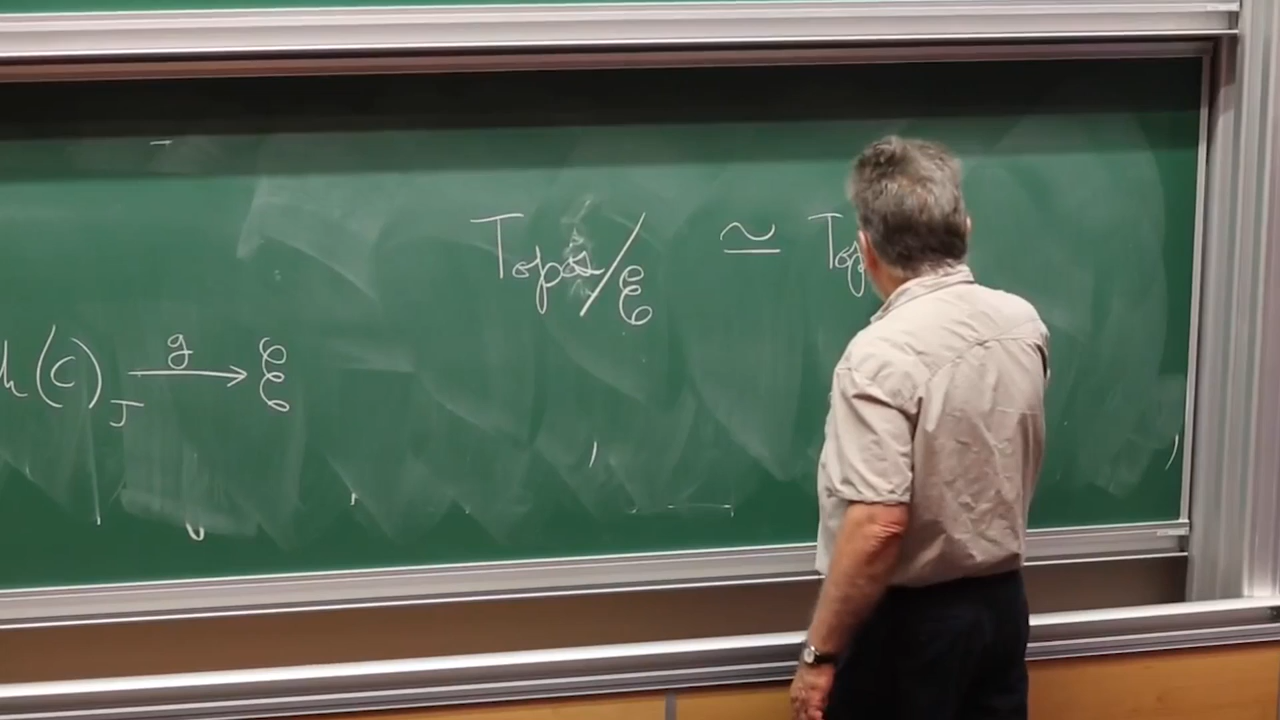 Topos/ℰ ≃ Top
h(C)_J —g→ ℰ